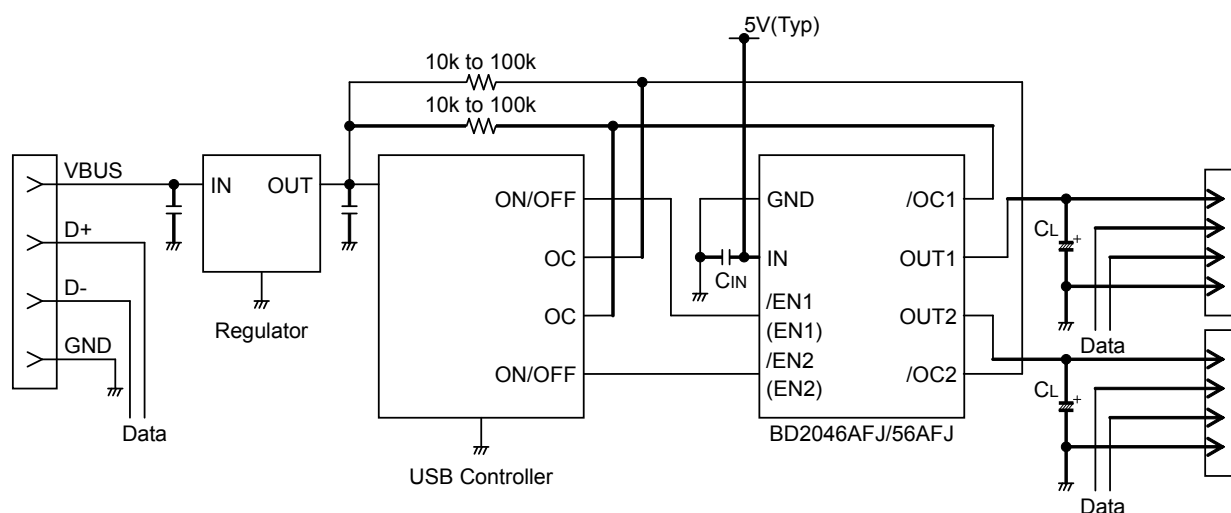 5V(Typ)
10k to 100k
10k to 100k
VBUS
D+
D-
GND
Data
IN OUT
Regulator
ON/OFF
OC
OC
ON/OFF
USB Controller
GND
IN
/EN1
(EN1)
/EN2
(EN2)
/OC1
OUT1
OUT2
/OC2
CIN
BD2046AFJ/56AFJ
CL
+
Data
CL
+
Data